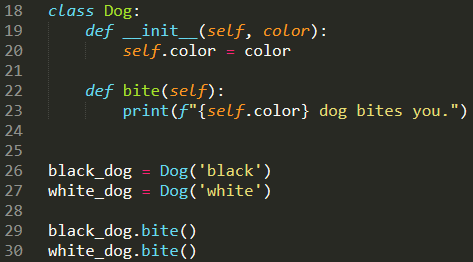 18 class Dog:
19     def __init__(self, color):
20         self.color = color
21
22     def bite(self):
23         print(f"{self.color} dog bites you.")
24
25
26 black_dog = Dog('black')
27 white_dog = Dog('white')
28
29 black_dog.bite()
30 white_dog.bite()